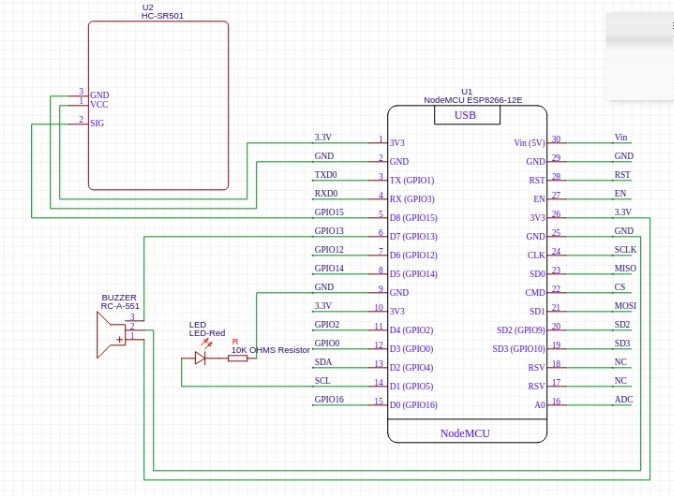 U2
HC-SR501
3 GND
1 VCC
2 SIG
U1
NodeMCU ESP8266-12E
USB
3.3V 1 3V3 Vin (5V) 30 Vin
GND 2 GND GND 29 GND
TXD0 3 TX (GPIO1) RST 28 RST
RXD0 4 RX (GPIO3) EN 27 EN
GPIO15 5 D8 (GPIO15) 3V3 26 3.3V
GPIO13 6 D7 (GPIO13) GND 25 GND
GPIO12 7 D6 (GPIO12) CLK 24 SCLK
GPIO14 8 D5 (GPIO14) SD0 23 MISO
GND 9 GND CMD 22 CS
3.3V 10 3V3 SD1 21 MOSI
GPIO2 11 D4 (GPIO2) SD2 (GPIO9) 20 SD2
GPIO0 12 D3 (GPIO0) SD3 (GPIO10) 19 SD3
SDA 13 D2 (GPIO4) RSV 18 NC
SCL 14 D1 (GPIO5) RSV 17 NC
GPIO16 15 D0 (GPIO16) A0 16 ADC
NodeMCU
BUZZER
RC-A-551
3
2
+ 1
LED
LED-Red
R
10K OHMS Resistor